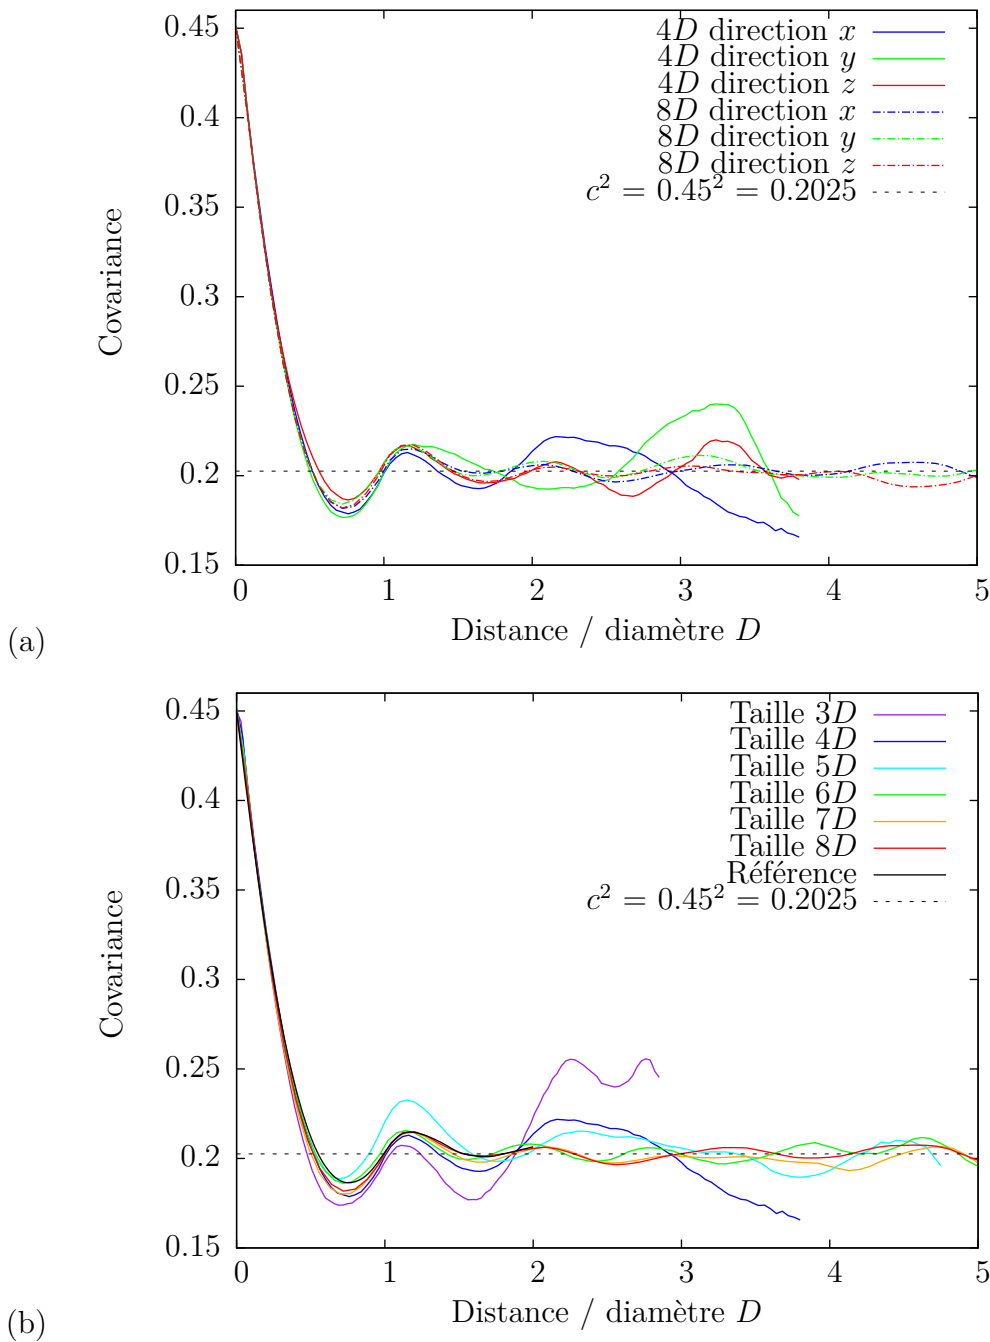 0.45
0.4
0.35
0.3
0.25
0.2
0.15
0 1 2 3 4 5
Covariance
Distance / diamètre D
4D direction x
4D direction y
4D direction z
8D direction x
8D direction y
8D direction z
c² = 0.45² = 0.2025
(a)
0.45
0.4
0.35
0.3
0.25
0.2
0.15
0 1 2 3 4 5
Covariance
Distance / diamètre D
Taille 3D
Taille 4D
Taille 5D
Taille 6D
Taille 7D
Taille 8D
Référence
c² = 0.45² = 0.2025
(b)